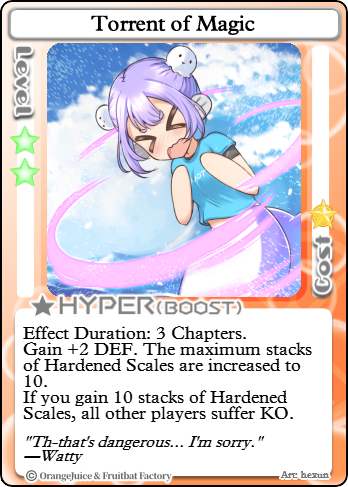 Torrent of Magic
Level
Cost
HYPER(BOOST)
Effect Duration: 3 Chapters.
Gain +2 DEF. The maximum stacks
of Hardened Scales are increased to
10.
If you gain 10 stacks of Hardened
Scales, all other players suffer KO.
"Th-that's dangerous... I'm sorry."
—Watty
© OrangeJuice & Fruitbat Factory
Art: hexun